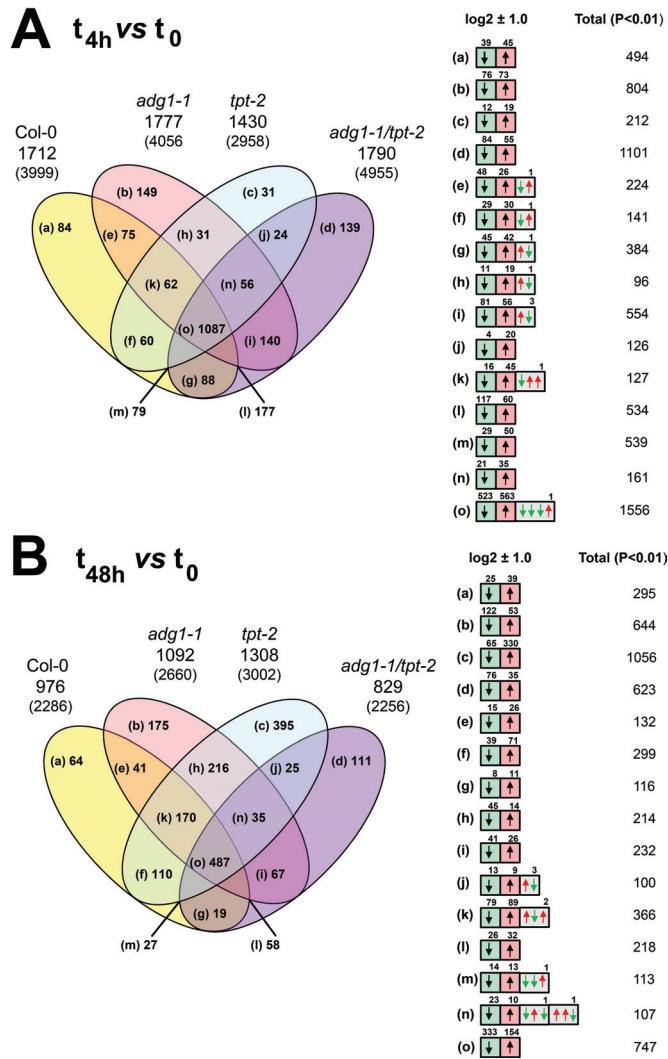 A t4h vs t0
log2 ± 1.0 Total (P<0.01)
Col-0
1712
(3999)
adg1-1
1777
(4056
tpt-2
1430
(2958)
adg1-1/tpt-2
1790
(4955)
(a) 84
(b) 149
(c) 31
(d) 139
(e) 75
(h) 31
(j) 24
(k) 62
(n) 56
(o) 1087
(f) 60
(i) 140
(g) 88
(m) 79
(l) 177
39 45
(a) ↓ ↑ 494
76 73
(b) ↓ ↑ 804
12 19
(c) ↓ ↑ 212
84 55
(d) ↓ ↑ 1101
48 26 1
(e) ↓ ↑ ↓↑ 224
29 30 1
(f) ↓ ↑ ↓↑ 141
45 42 1
(g) ↓ ↑ ↑↓ 384
11 19 1
(h) ↓ ↑ ↑↓ 96
81 56 3
(i) ↓ ↑ ↑↓ 554
4 20
(j) ↓ ↑ 126
16 45 1
(k) ↓ ↑ ↓↑↑ 127
117 60
(l) ↓ ↑ 534
29 50
(m) ↓ ↑ 539
21 35
(n) ↓ ↑ 161
523 563 1
(o) ↓ ↑ ↓↓↓↑ 1556
B t48h vs t0
log2 ± 1.0 Total (P<0.01)
Col-0
976
(2286)
adg1-1
1092
(2660)
tpt-2
1308
(3002)
adg1-1/tpt-2
829
(2256)
(a) 64
(b) 175
(c) 395
(d) 111
(e) 41
(h) 216
(j) 25
(k) 170
(n) 35
(o) 487
(f) 110
(i) 67
(g) 19
(m) 27
(l) 58
25 39
(a) ↓ ↑ 295
122 53
(b) ↓ ↑ 644
65 330
(c) ↓ ↑ 1056
76 35
(d) ↓ ↑ 623
15 26
(e) ↓ ↑ 132
39 71
(f) ↓ ↑ 299
8 11
(g) ↓ ↑ 116
45 14
(h) ↓ ↑ 214
41 26
(i) ↓ ↑ 232
13 9 3
(j) ↓ ↑ ↑↓ 100
79 89 2
(k) ↓ ↑ ↑↓↑ 366
26 32
(l) ↓ ↑ 218
14 13 1
(m) ↓ ↑ ↓↓↑ 113
23 10 1 1
(n) ↓ ↑ ↓↑↓ ↑↑↓ 107
333 154
(o) ↓ ↑ 747